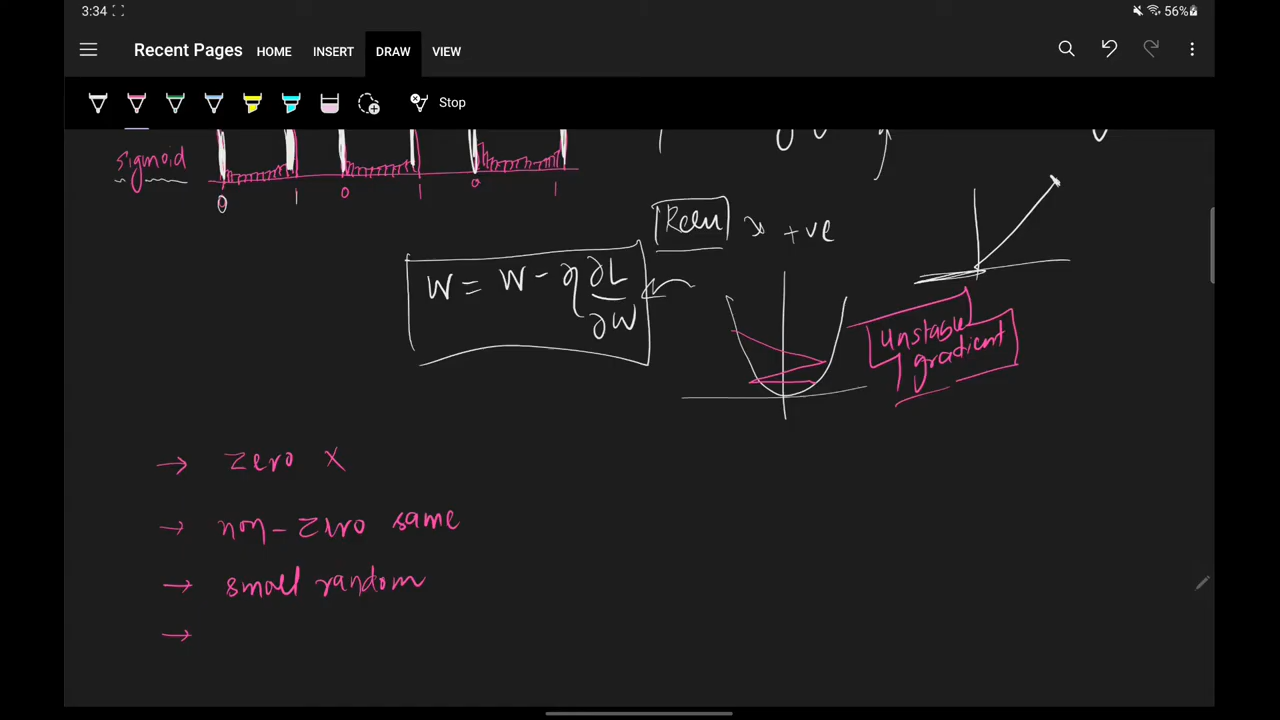 3:34 56%
Recent Pages HOME INSERT DRAW VIEW
Stop
sigmoid
0 1 0 1 0 1
Relu +ve
W = W - η ∂L/∂W
Unstable
gradient
→ zero X
→ non-zero same
→ small random
→